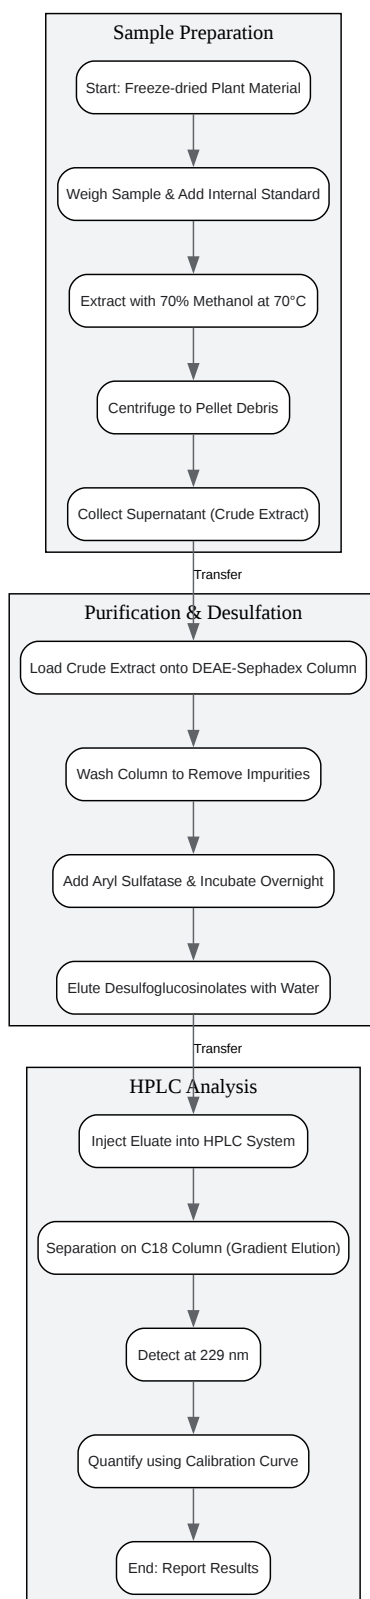 Sample Preparation
Start: Freeze-dried Plant Material
Weigh Sample & Add Internal Standard
Extract with 70% Methanol at 70°C
Centrifuge to Pellet Debris
Collect Supernatant (Crude Extract)
Transfer
Purification & Desulfation
Load Crude Extract onto DEAE-Sephadex Column
Wash Column to Remove Impurities
Add Aryl Sulfatase & Incubate Overnight
Elute Desulfoglucosinolates with Water
Transfer
HPLC Analysis
Inject Eluate into HPLC System
Separation on C18 Column (Gradient Elution)
Detect at 229 nm
Quantify using Calibration Curve
End: Report Results